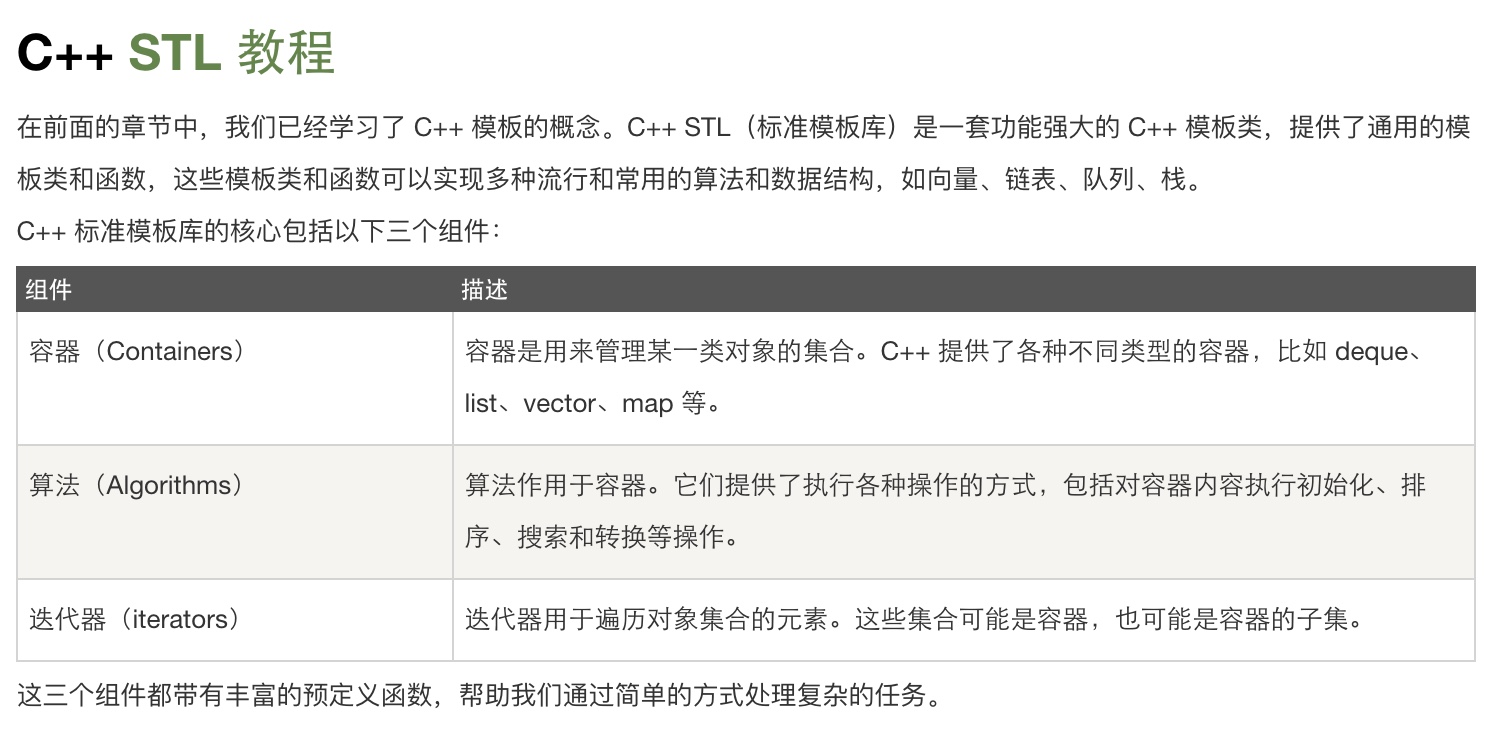 C++ STL 教程
在前面的章节中，我们已经学习了 C++ 模板的概念。C++ STL（标准模板库）是一套功能强大的 C++ 模板类，提供了通用的模
板类和函数，这些模板类和函数可以实现多种流行和常用的算法和数据结构，如向量、链表、队列、栈。
C++ 标准模板库的核心包括以下三个组件：
组件 描述
容器（Containers） 容器是用来管理某一类对象的集合。C++ 提供了各种不同类型的容器，比如 deque、
list、vector、map 等。
算法（Algorithms） 算法作用于容器。它们提供了执行各种操作的方式，包括对容器内容执行初始化、排
序、搜索和转换等操作。
迭代器（iterators） 迭代器用于遍历对象集合的元素。这些集合可能是容器，也可能是容器的子集。
这三个组件都带有丰富的预定义函数，帮助我们通过简单的方式处理复杂的任务。